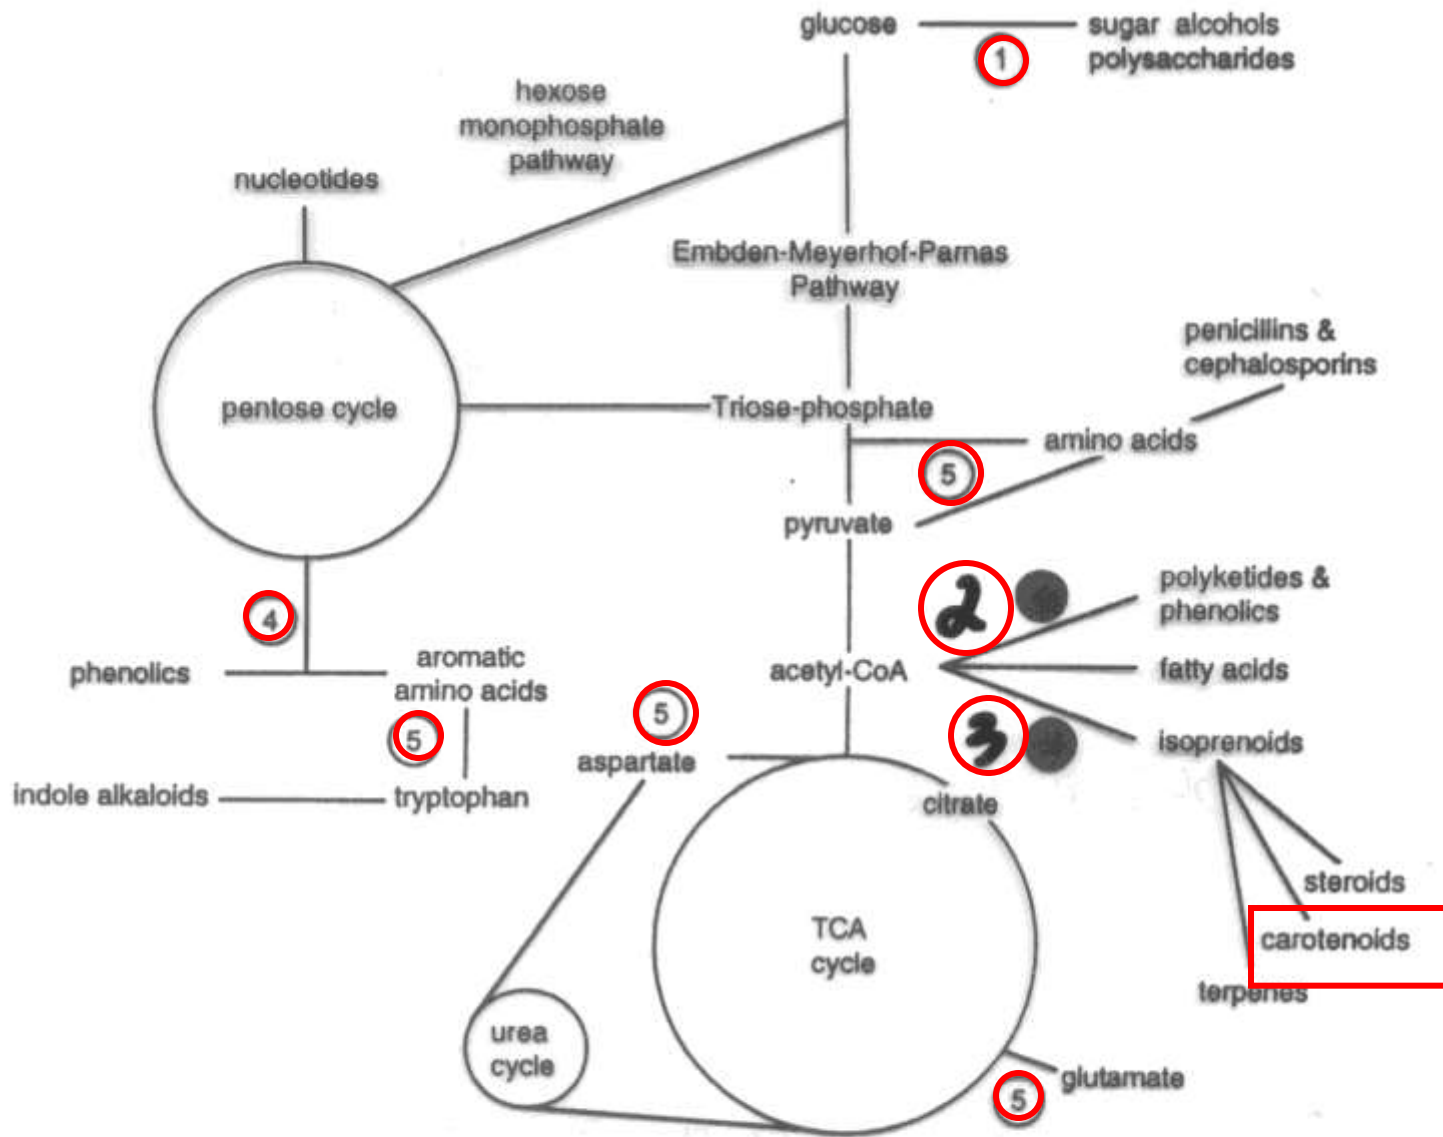 glucose
sugar alcohols
polysaccharides
1
hexose
monophosphate
pathway
nucleotides
Embden-Meyerhof-Parnas
Pathway
penicillins &
cephalosporins
pentose cycle
Triose-phosphate
amino acids
5
pyruvate
2
polyketides &
phenolics
4
phenolics
aromatic
amino acids
acetyl-CoA
fatty acids
5
5
3
isoprenoids
aspartate
indole alkaloids
tryptophan
citrate
steroids
TCA
cycle
carotenoids
terpenes
urea
cycle
glutamate
5